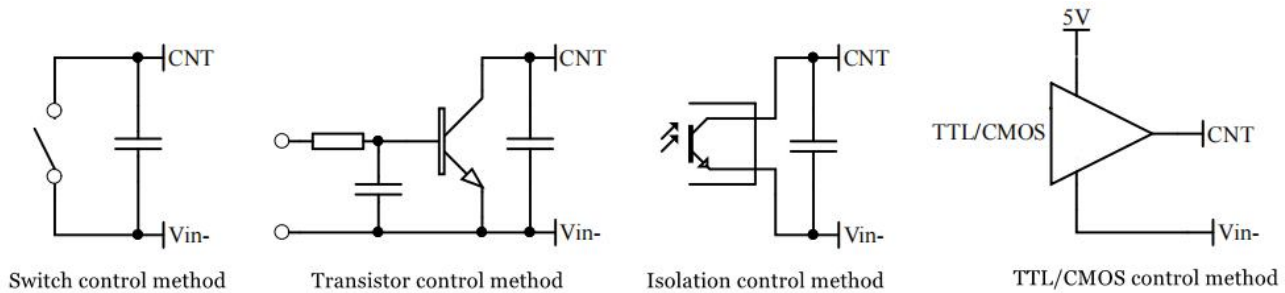 5V
CNT
CNT
CNT
TTL/CMOS
CNT
Vin-
Vin-
Vin-
Vin-
Switch control method
Transistor control method
Isolation control method
TTL/CMOS control method